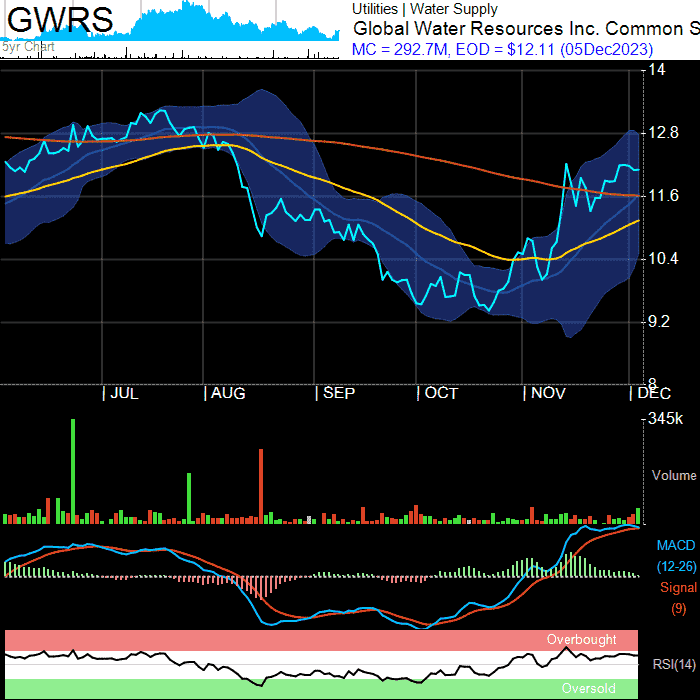 GWRS
5yr Chart
Utilities | Water Supply
Global Water Resources Inc. Common S
MC = 292.7M, EOD = $12.11 (05Dec2023)
14
12.8
11.6
10.4
9.2
8
| JUL | AUG | SEP | OCT | NOV | DEC
345k
Volume
MACD
(12-26)
Signal
(9)
Overbought
RSI(14)
Oversold